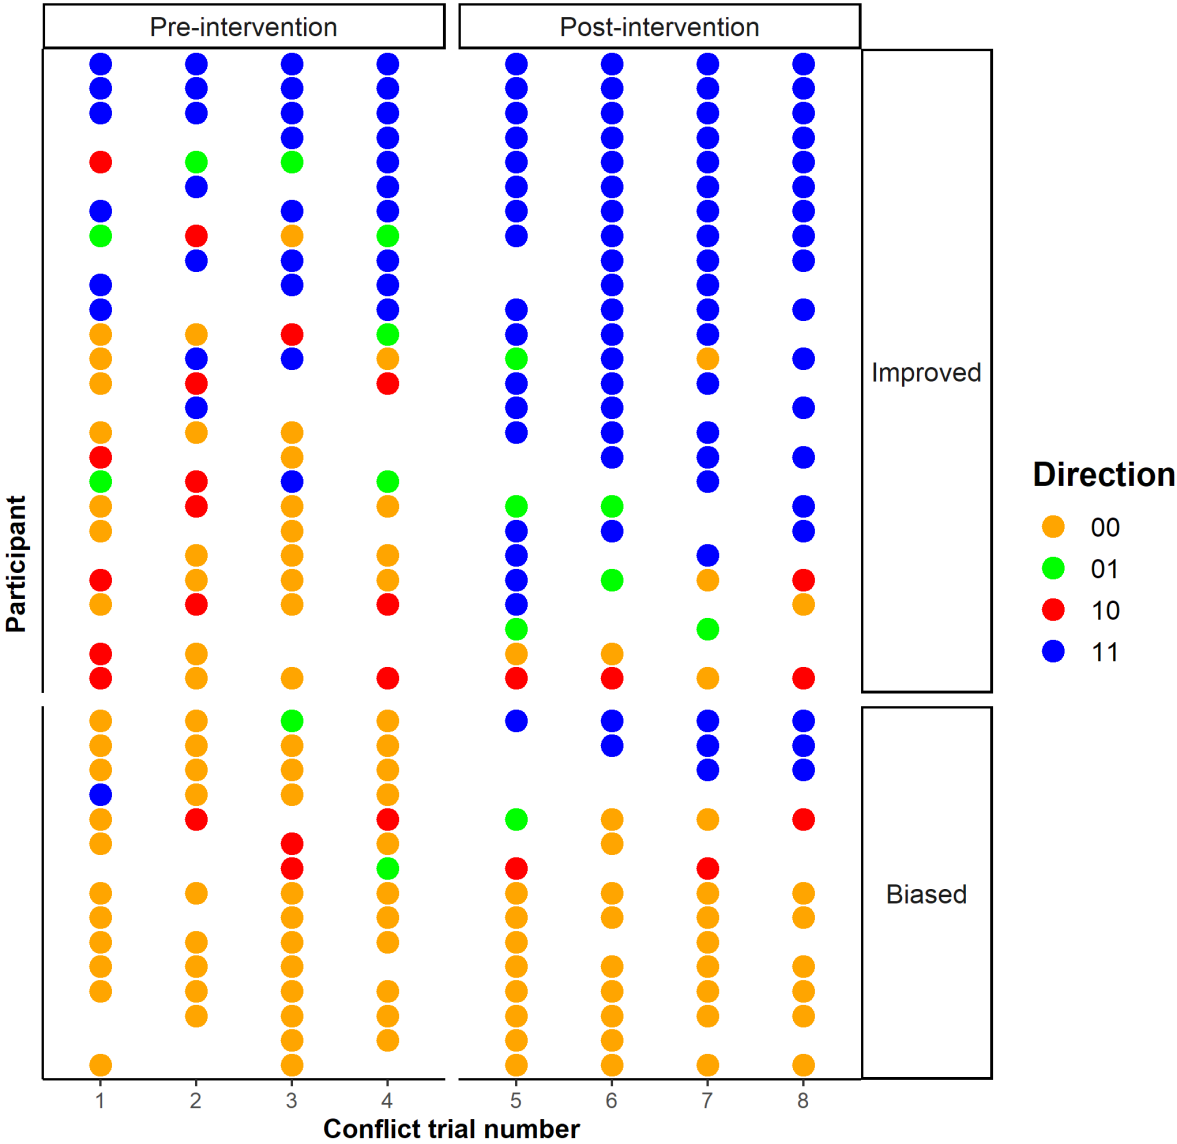 Pre-intervention
Post-intervention
Improved
Biased
Participant
1 2 3 4 5 6 7 8
Conflict trial number
Direction
00
01
10
11